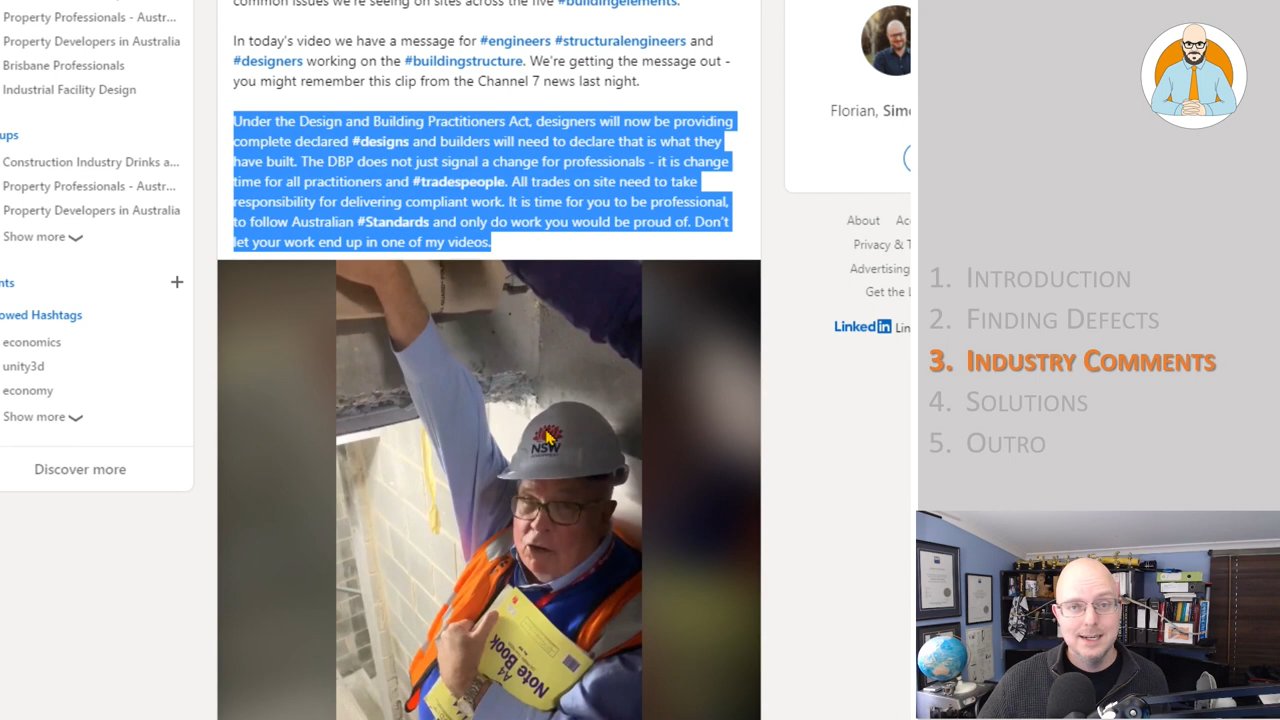 Property Professionals - Austr...
Property Developers in Australia
Brisbane Professionals
Industrial Facility Design
ups
Construction Industry Drinks a...
Property Professionals - Austr...
Property Developers in Australia
Show more
nts
owed Hashtags
economics
unity3d
economy
Show more
Discover more
common issues we're seeing on sites across the five #buildingelements.
In today's video we have a message for #engineers #structuralengineers and
#designers working on the #buildingstructure. We're getting the message out -
you might remember this clip from the Channel 7 news last night.
Under the Design and Building Practitioners Act, designers will now be providing
complete declared #designs and builders will need to declare that is what they
have built. The DBP does not just signal a change for professionals - it is change
time for all practitioners and #tradespeople. All trades on site need to take
responsibility for delivering compliant work. It is time for you to be professional,
to follow Australian #Standards and only do work you would be proud of. Don't
let your work end up in one of my videos.
NSW
A4
Note Book
Florian, Sim
About Ac
Privacy & T
Advertising
Get the L
LinkedIn Lin
1. INTRODUCTION
2. FINDING DEFECTS
3. INDUSTRY COMMENTS
4. SOLUTIONS
5. OUTRO